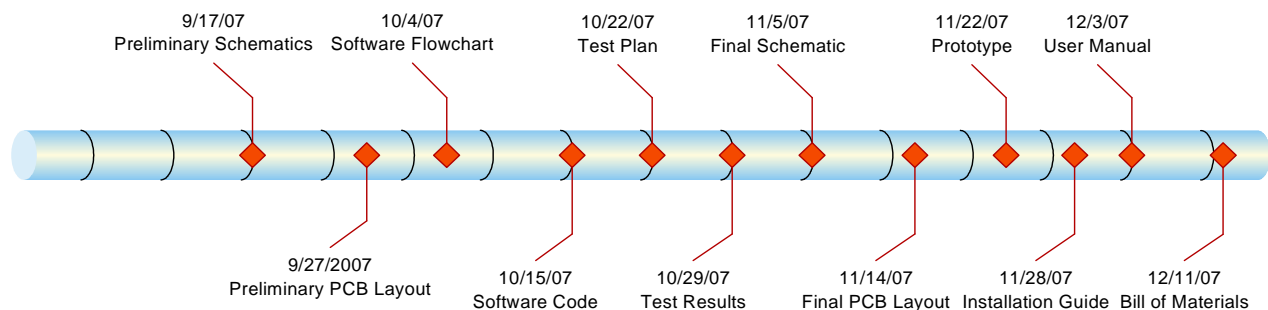 9/17/07
Preliminary Schematics
10/4/07
Software Flowchart
10/22/07
Test Plan
11/5/07
Final Schematic
11/22/07
Prototype
12/3/07
User Manual
9/27/2007
Preliminary PCB Layout
10/15/07
Software Code
10/29/07
Test Results
11/14/07
Final PCB Layout
11/28/07
Installation Guide
12/11/07
Bill of Materials